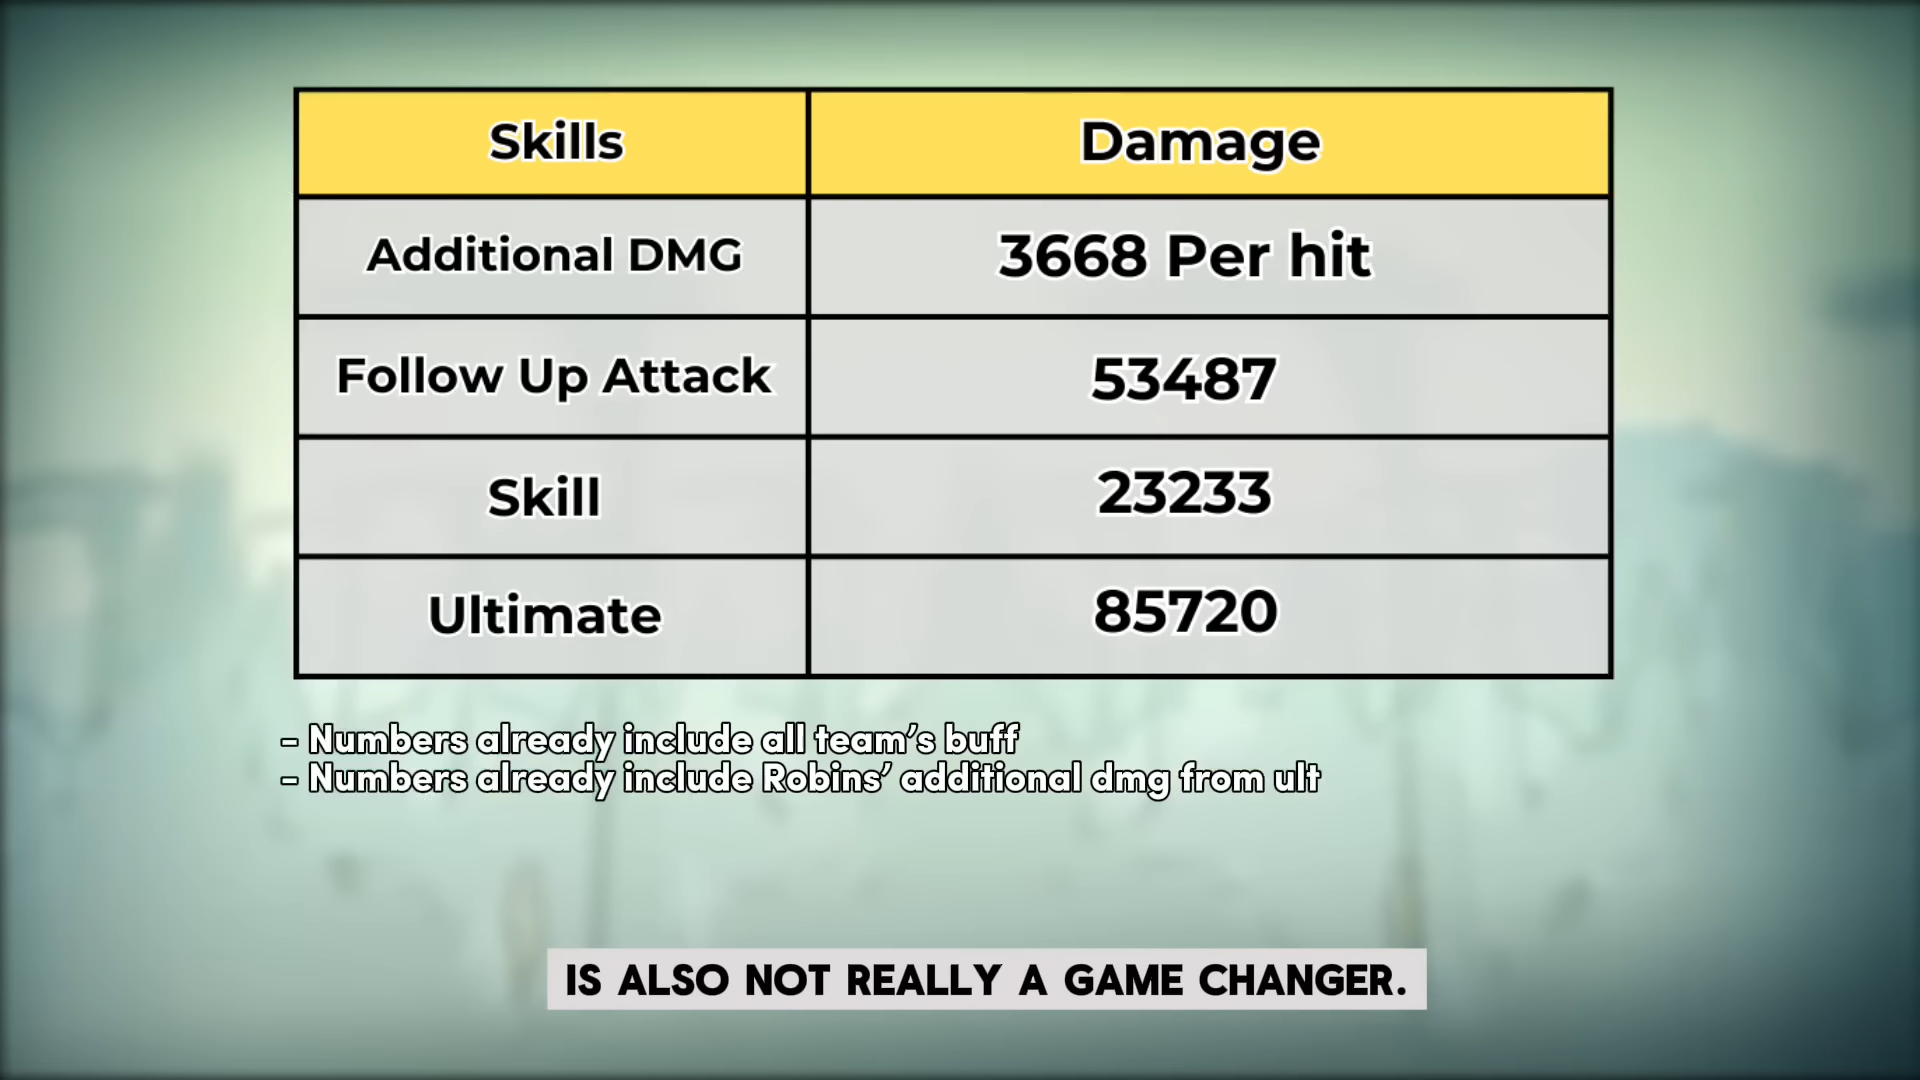 Skills Damage
Additional DMG 3668 Per hit
Follow Up Attack 53487
Skill 23233
Ultimate 85720
- Numbers already include all team's buff
- Numbers already include Robins' additional dmg from ult
IS ALSO NOT REALLY A GAME CHANGER.